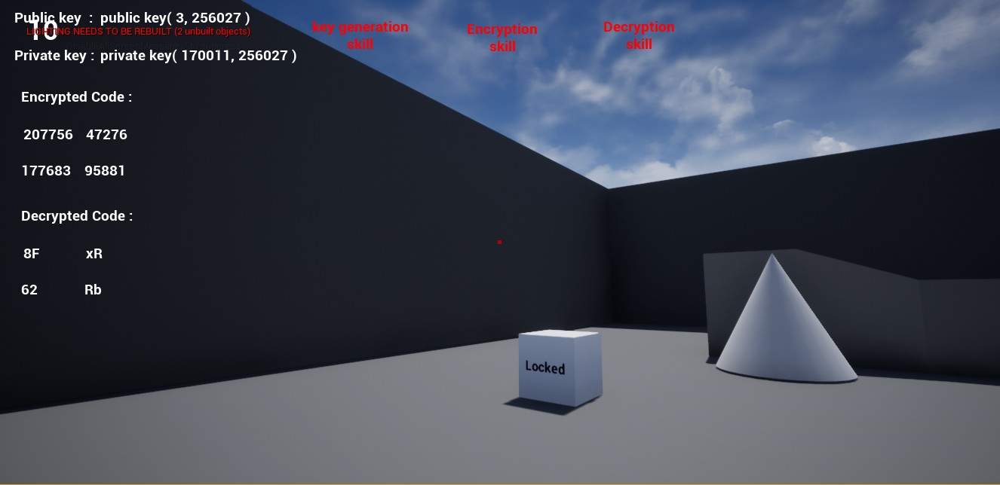 Public key : public key( 3, 256027 )
10
LIGHTING NEEDS TO BE REBUILT (2 unbuilt objects)
Private key : private key( 170011, 256027 )
key generation
skill
Encryption
skill
Decryption
skill
Encrypted Code :
207756 47276
177683 95881
Decrypted Code :
8F xR
62 Rb
Locked